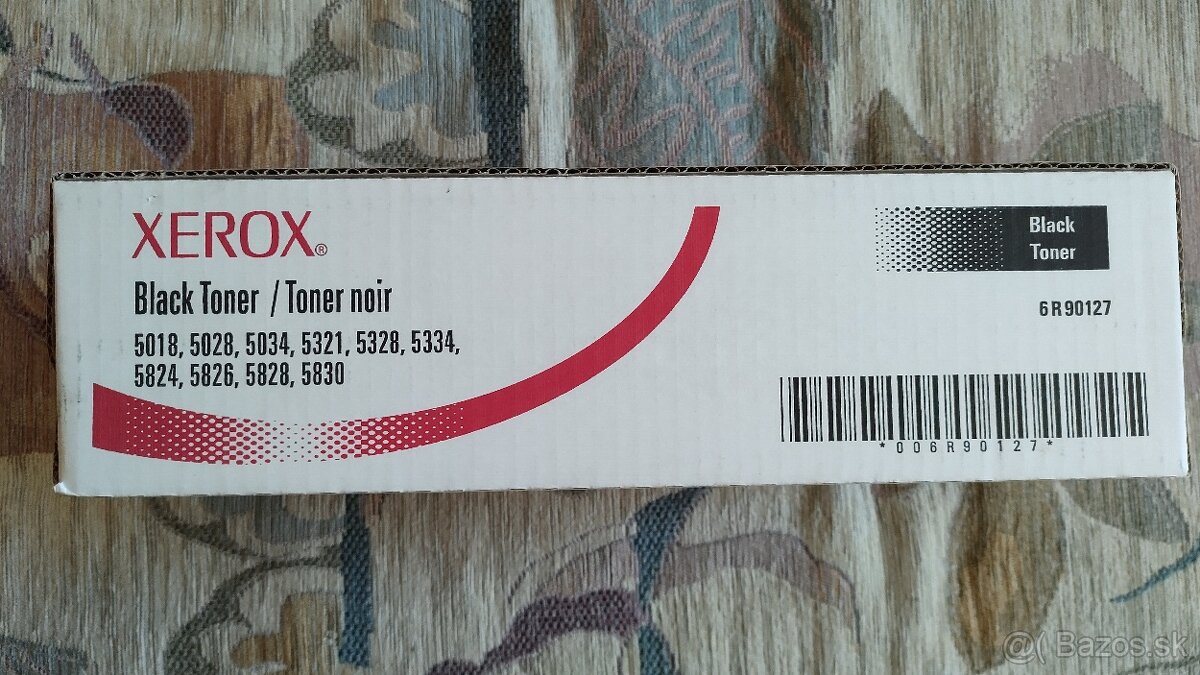 XEROX®
Black Toner / Toner noir
5018, 5028, 5034, 5321, 5328, 5334,
5824, 5826, 5828, 5830
Black
Toner
6R90127
*006R90127*
@( Bazos.sk